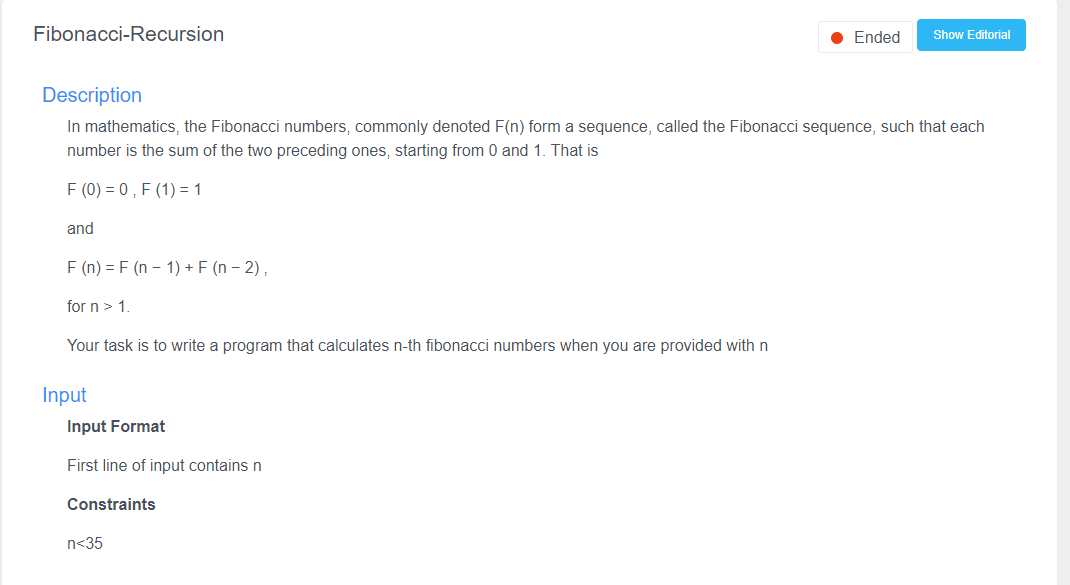 Fibonacci-Recursion
Ended
Show Editorial
Description
In mathematics, the Fibonacci numbers, commonly denoted F(n) form a sequence, called the Fibonacci sequence, such that each
number is the sum of the two preceding ones, starting from 0 and 1. That is
F (0) = 0 , F (1) = 1
and
F (n) = F (n − 1) + F (n − 2) ,
for n > 1.
Your task is to write a program that calculates n-th fibonacci numbers when you are provided with n
Input
Input Format
First line of input contains n
Constraints
n<35